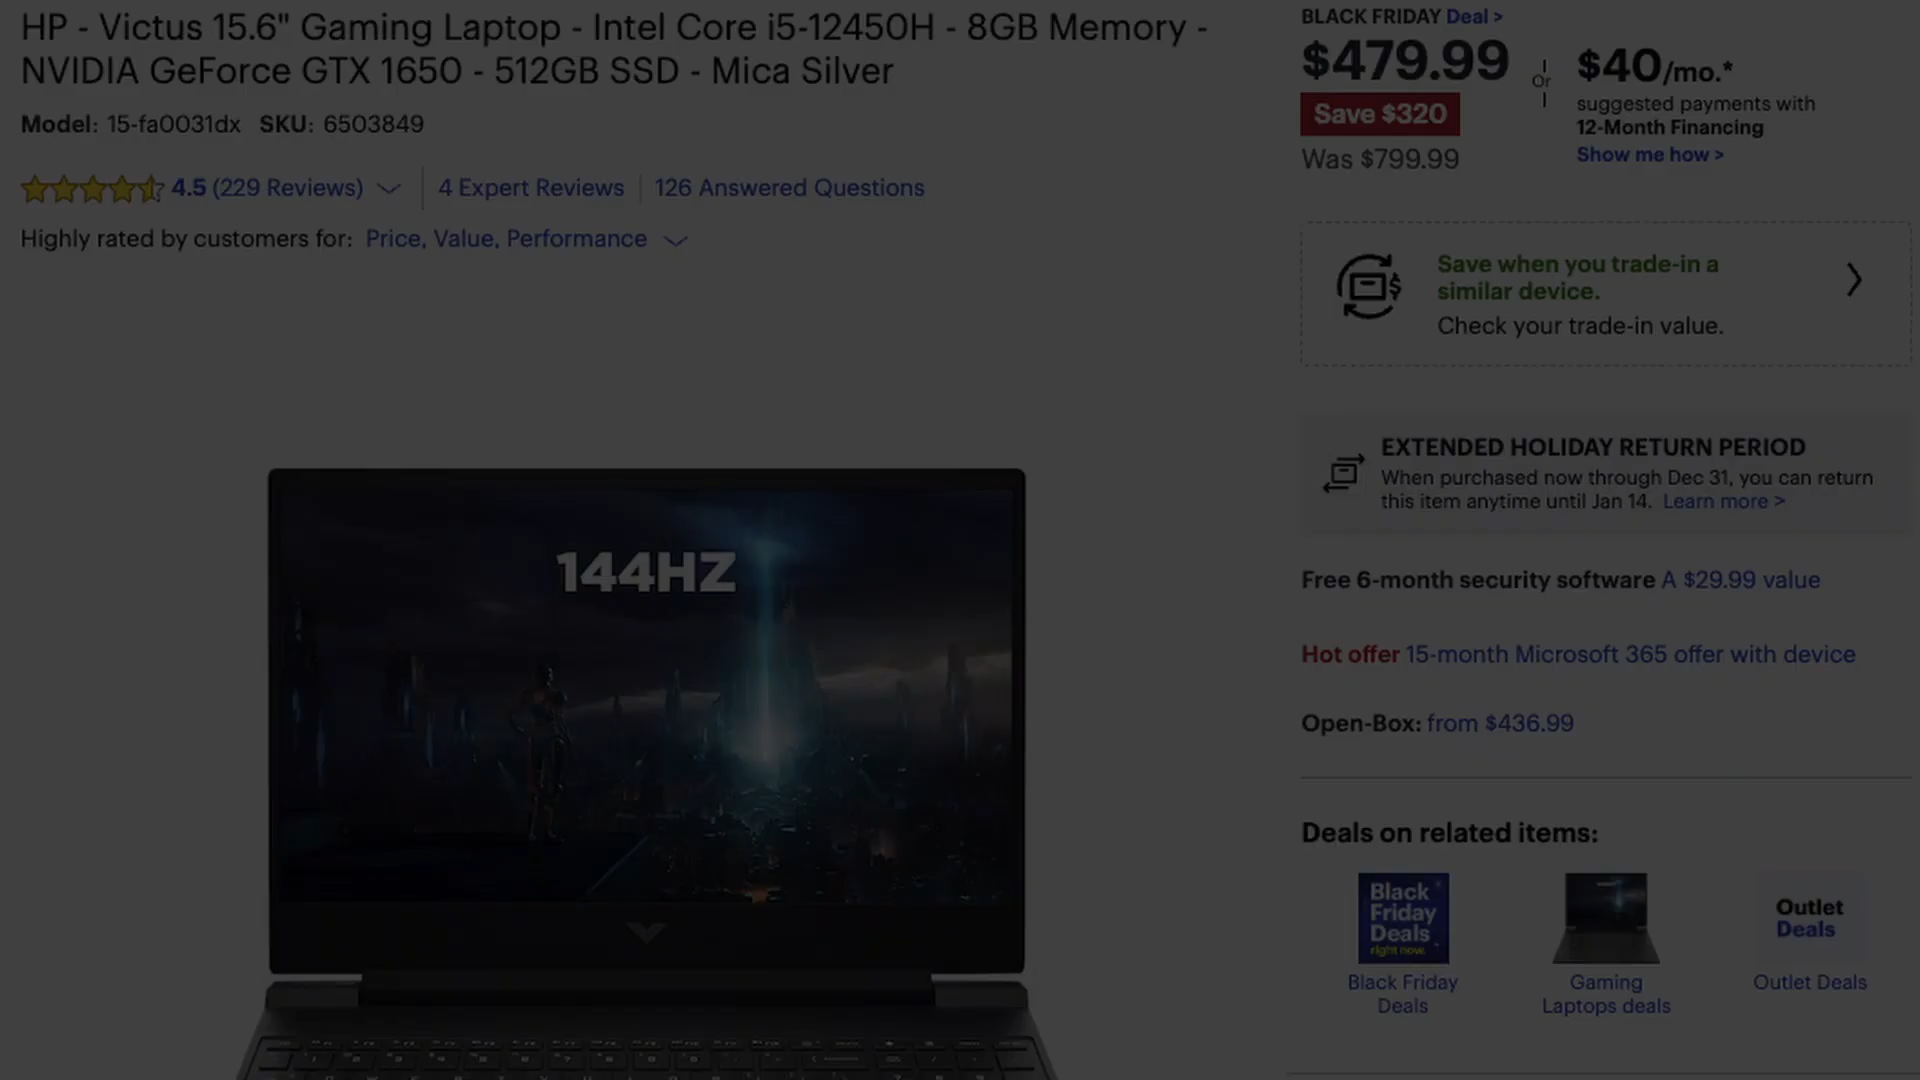 HP - Victus 15.6" Gaming Laptop - Intel Core i5-12450H - 8GB Memory -
NVIDIA GeForce GTX 1650 - 512GB SSD - Mica Silver
Model: 15-fa0031dx SKU: 6503849
4.5 (229 Reviews)
4 Expert Reviews
126 Answered Questions
Highly rated by customers for: Price, Value, Performance
144HZ
BLACK FRIDAY Deal >
$479.99
Save $320
Was $799.99
Or
$40/mo.*
suggested payments with
12-Month Financing
Show me how >
Save when you trade-in a
similar device.
Check your trade-in value.
EXTENDED HOLIDAY RETURN PERIOD
When purchased now through Dec 31, you can return
this item anytime until Jan 14. Learn more >
Free 6-month security software A $29.99 value
Hot offer 15-month Microsoft 365 offer with device
Open-Box: from $436.99
Deals on related items:
Black
Friday
Deals
right now.
Black Friday
Deals
Gaming
Laptops deals
Outlet
Deals
Outlet Deals